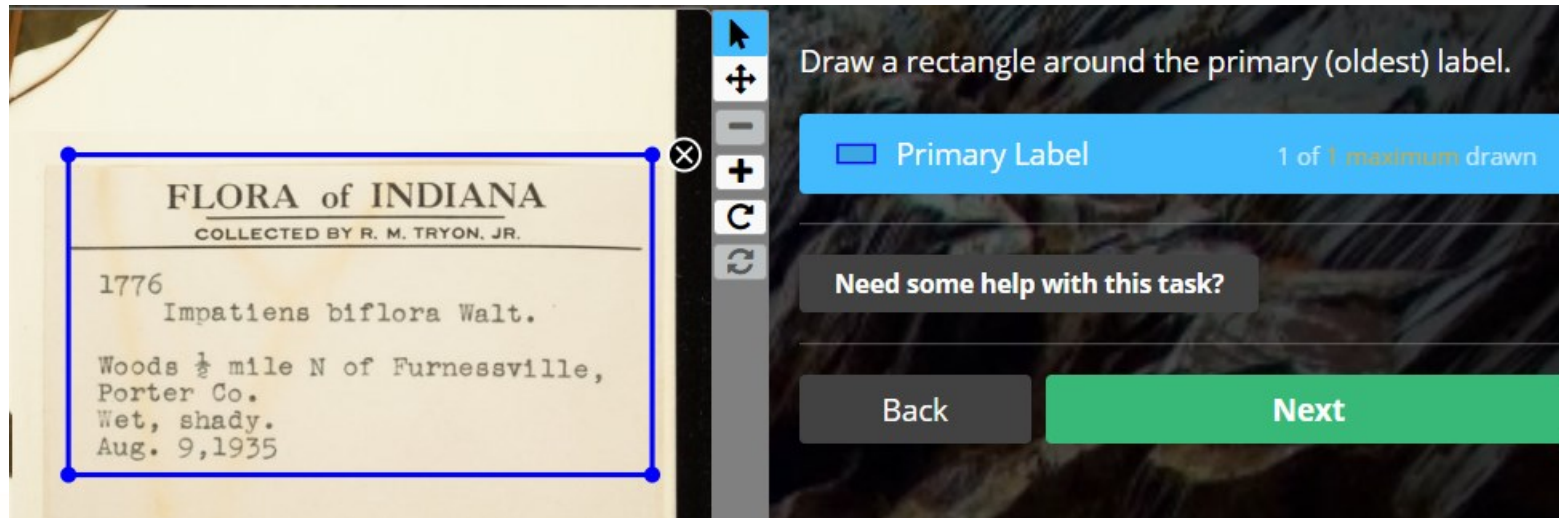 FLORA of INDIANA
COLLECTED BY R. M. TRYON, JR.
1776
Impatiens biflora Walt.
Woods ½ mile N of Furnessville,
Porter Co.
Wet, shady.
Aug. 9,1935
Draw a rectangle around the primary (oldest) label.
Primary Label
1 of 1 maximum drawn
Need some help with this task?
Back
Next